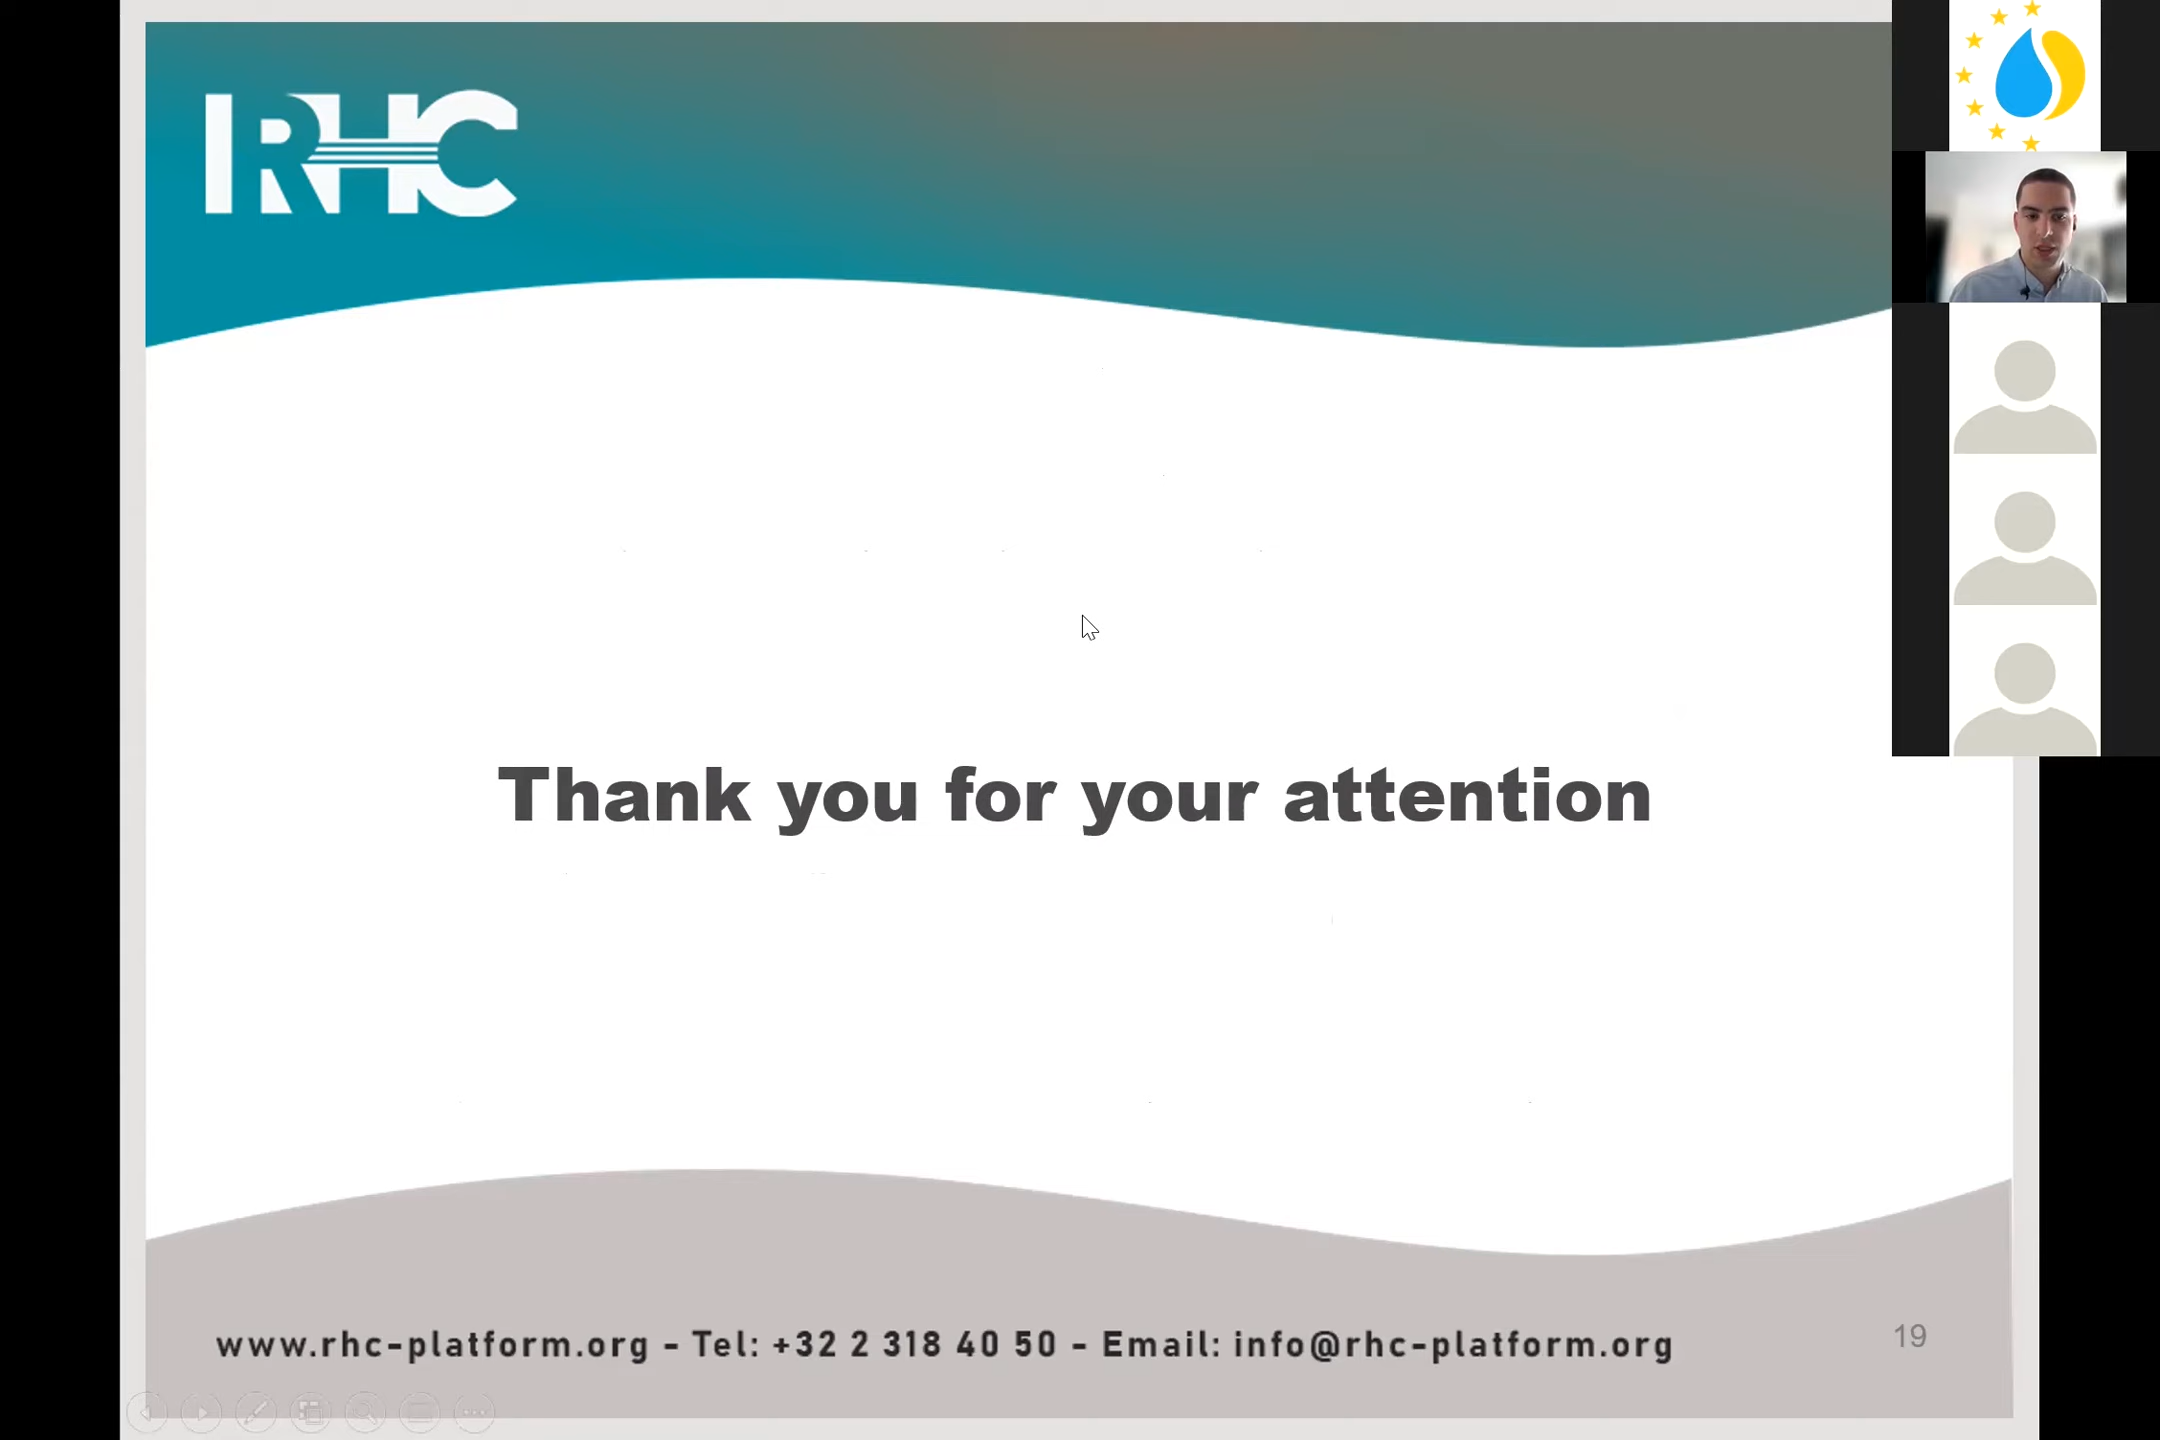 RHC
Thank you for your attention
www.rhc-platform.org - Tel: +32 2 318 40 50 - Email: info@rhc-platform.org
19